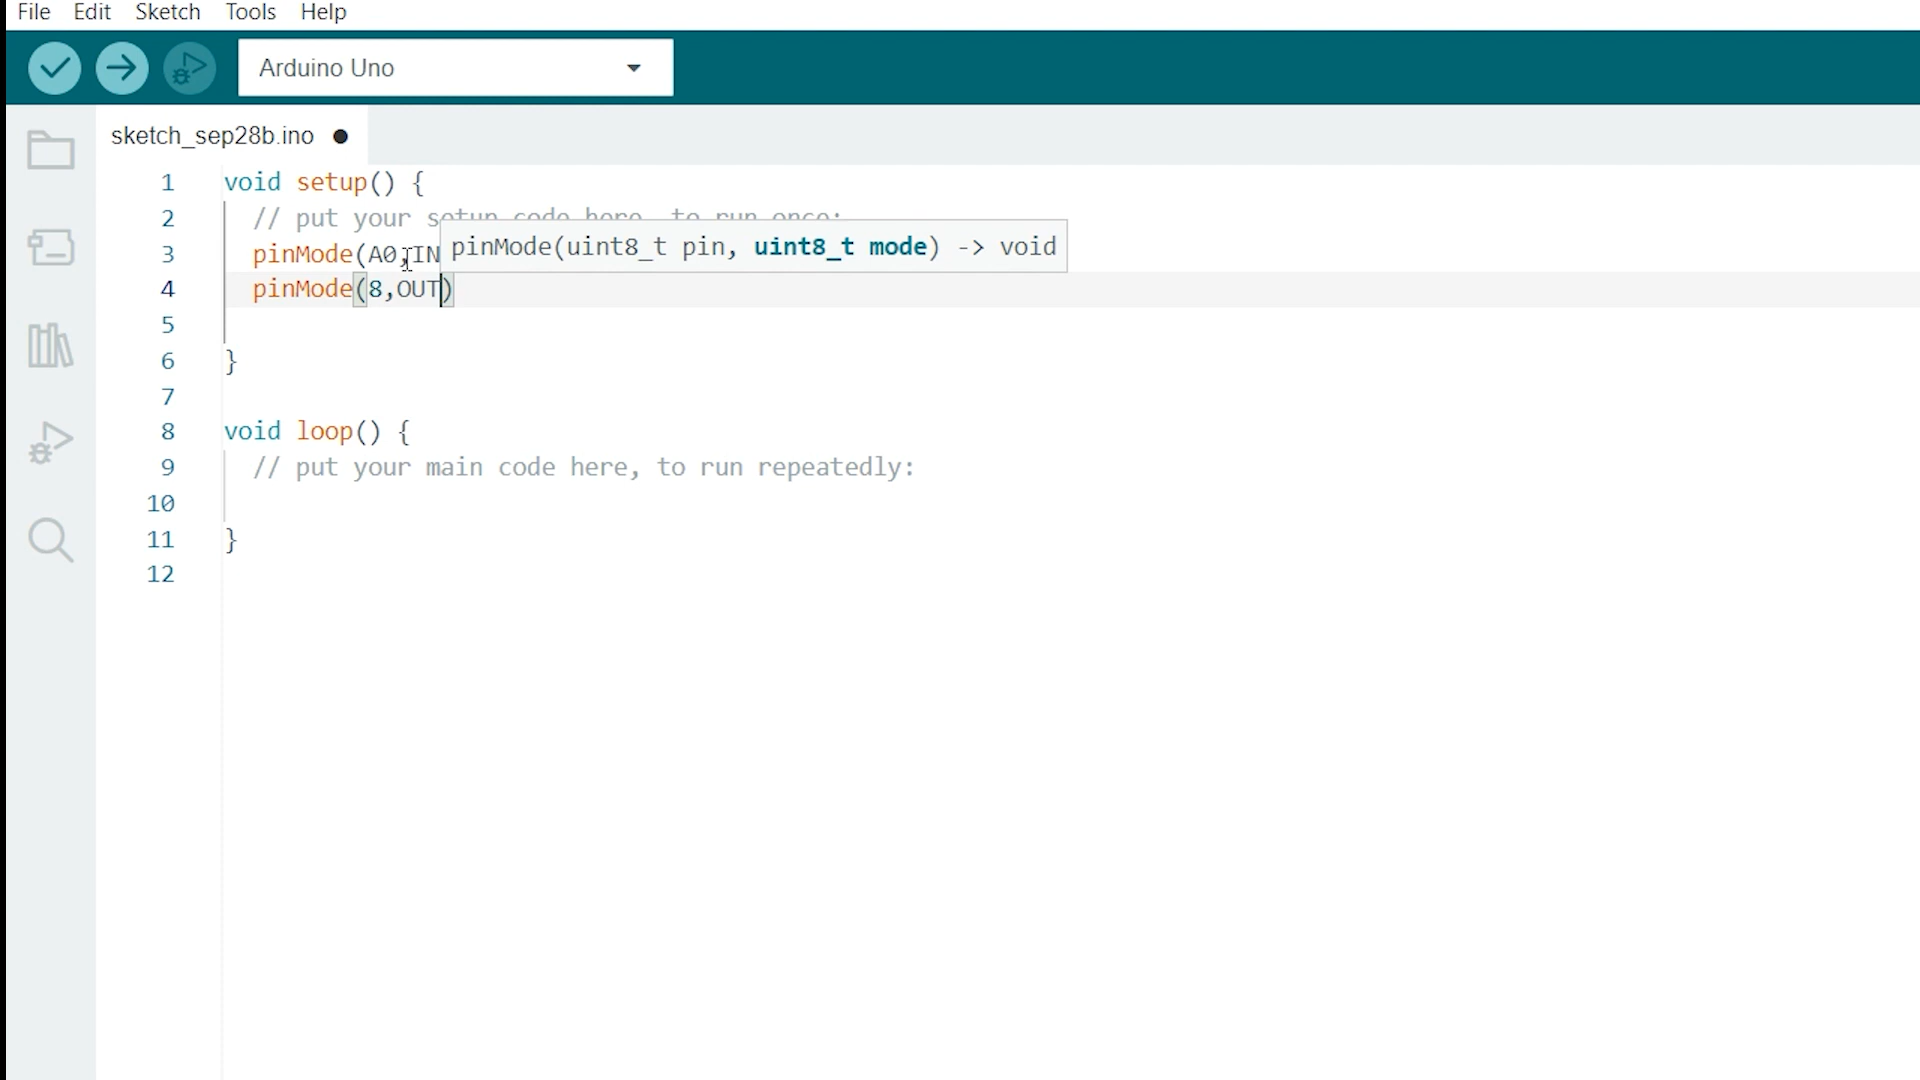 File Edit Sketch Tools Help
Arduino Uno
sketch_sep28b.ino
1 void setup() {
2 // put your setup code here, to run once:
3 pinMode(A0,IN
pinMode(uint8_t pin, uint8_t mode) -> void
4 pinMode(8,OUT)
5
6 }
7
8 void loop() {
9 // put your main code here, to run repeatedly:
10
11 }
12